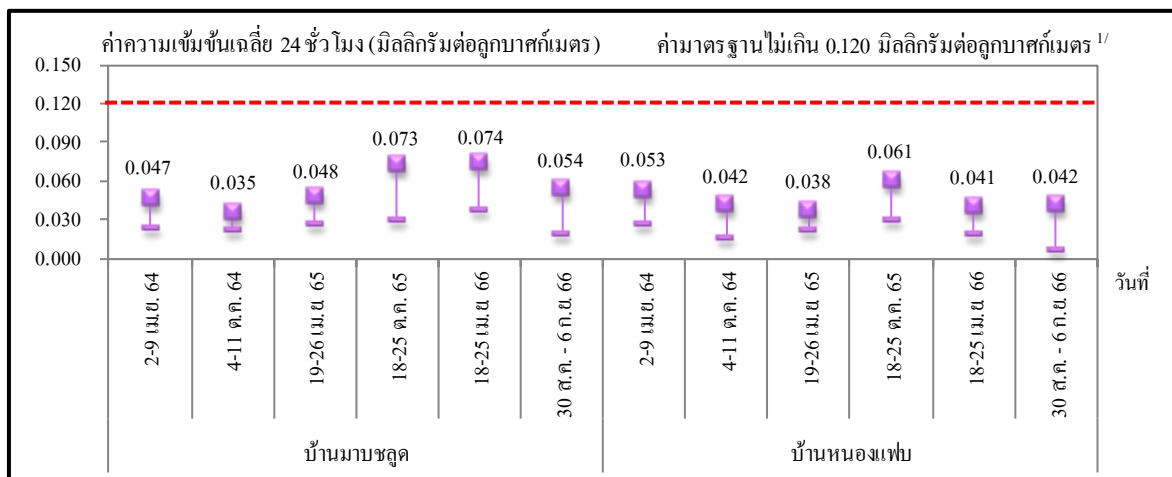 ค่าความเข้มข้นเฉลี่ย 24 ชั่วโมง (มิลลิกรัมต่อลูกบาศก์เมตร) ค่ามาตรฐานไม่เกิน 0.120 มิลลิกรัมต่อลูกบาศก์เมตร 1/
0.150
0.120
0.090
0.060
0.030
0.000
0.047 0.035 0.048 0.073 0.074 0.054 0.053 0.042 0.038 0.061 0.041 0.042
2-9 เม.ย. 64
4-11 ต.ค. 64
19-26 เม.ย 65
18-25 ต.ค. 65
18-25 เม.ย 66
30 ส.ค. - 6 ก.ย. 66
2-9 เม.ย. 64
4-11 ต.ค. 64
19-26 เม.ย 65
18-25 ต.ค. 65
18-25 เม.ย 66
30 ส.ค. - 6 ก.ย. 66
วันที่
บ้านมาบชลูด บ้านหนองแฟบ